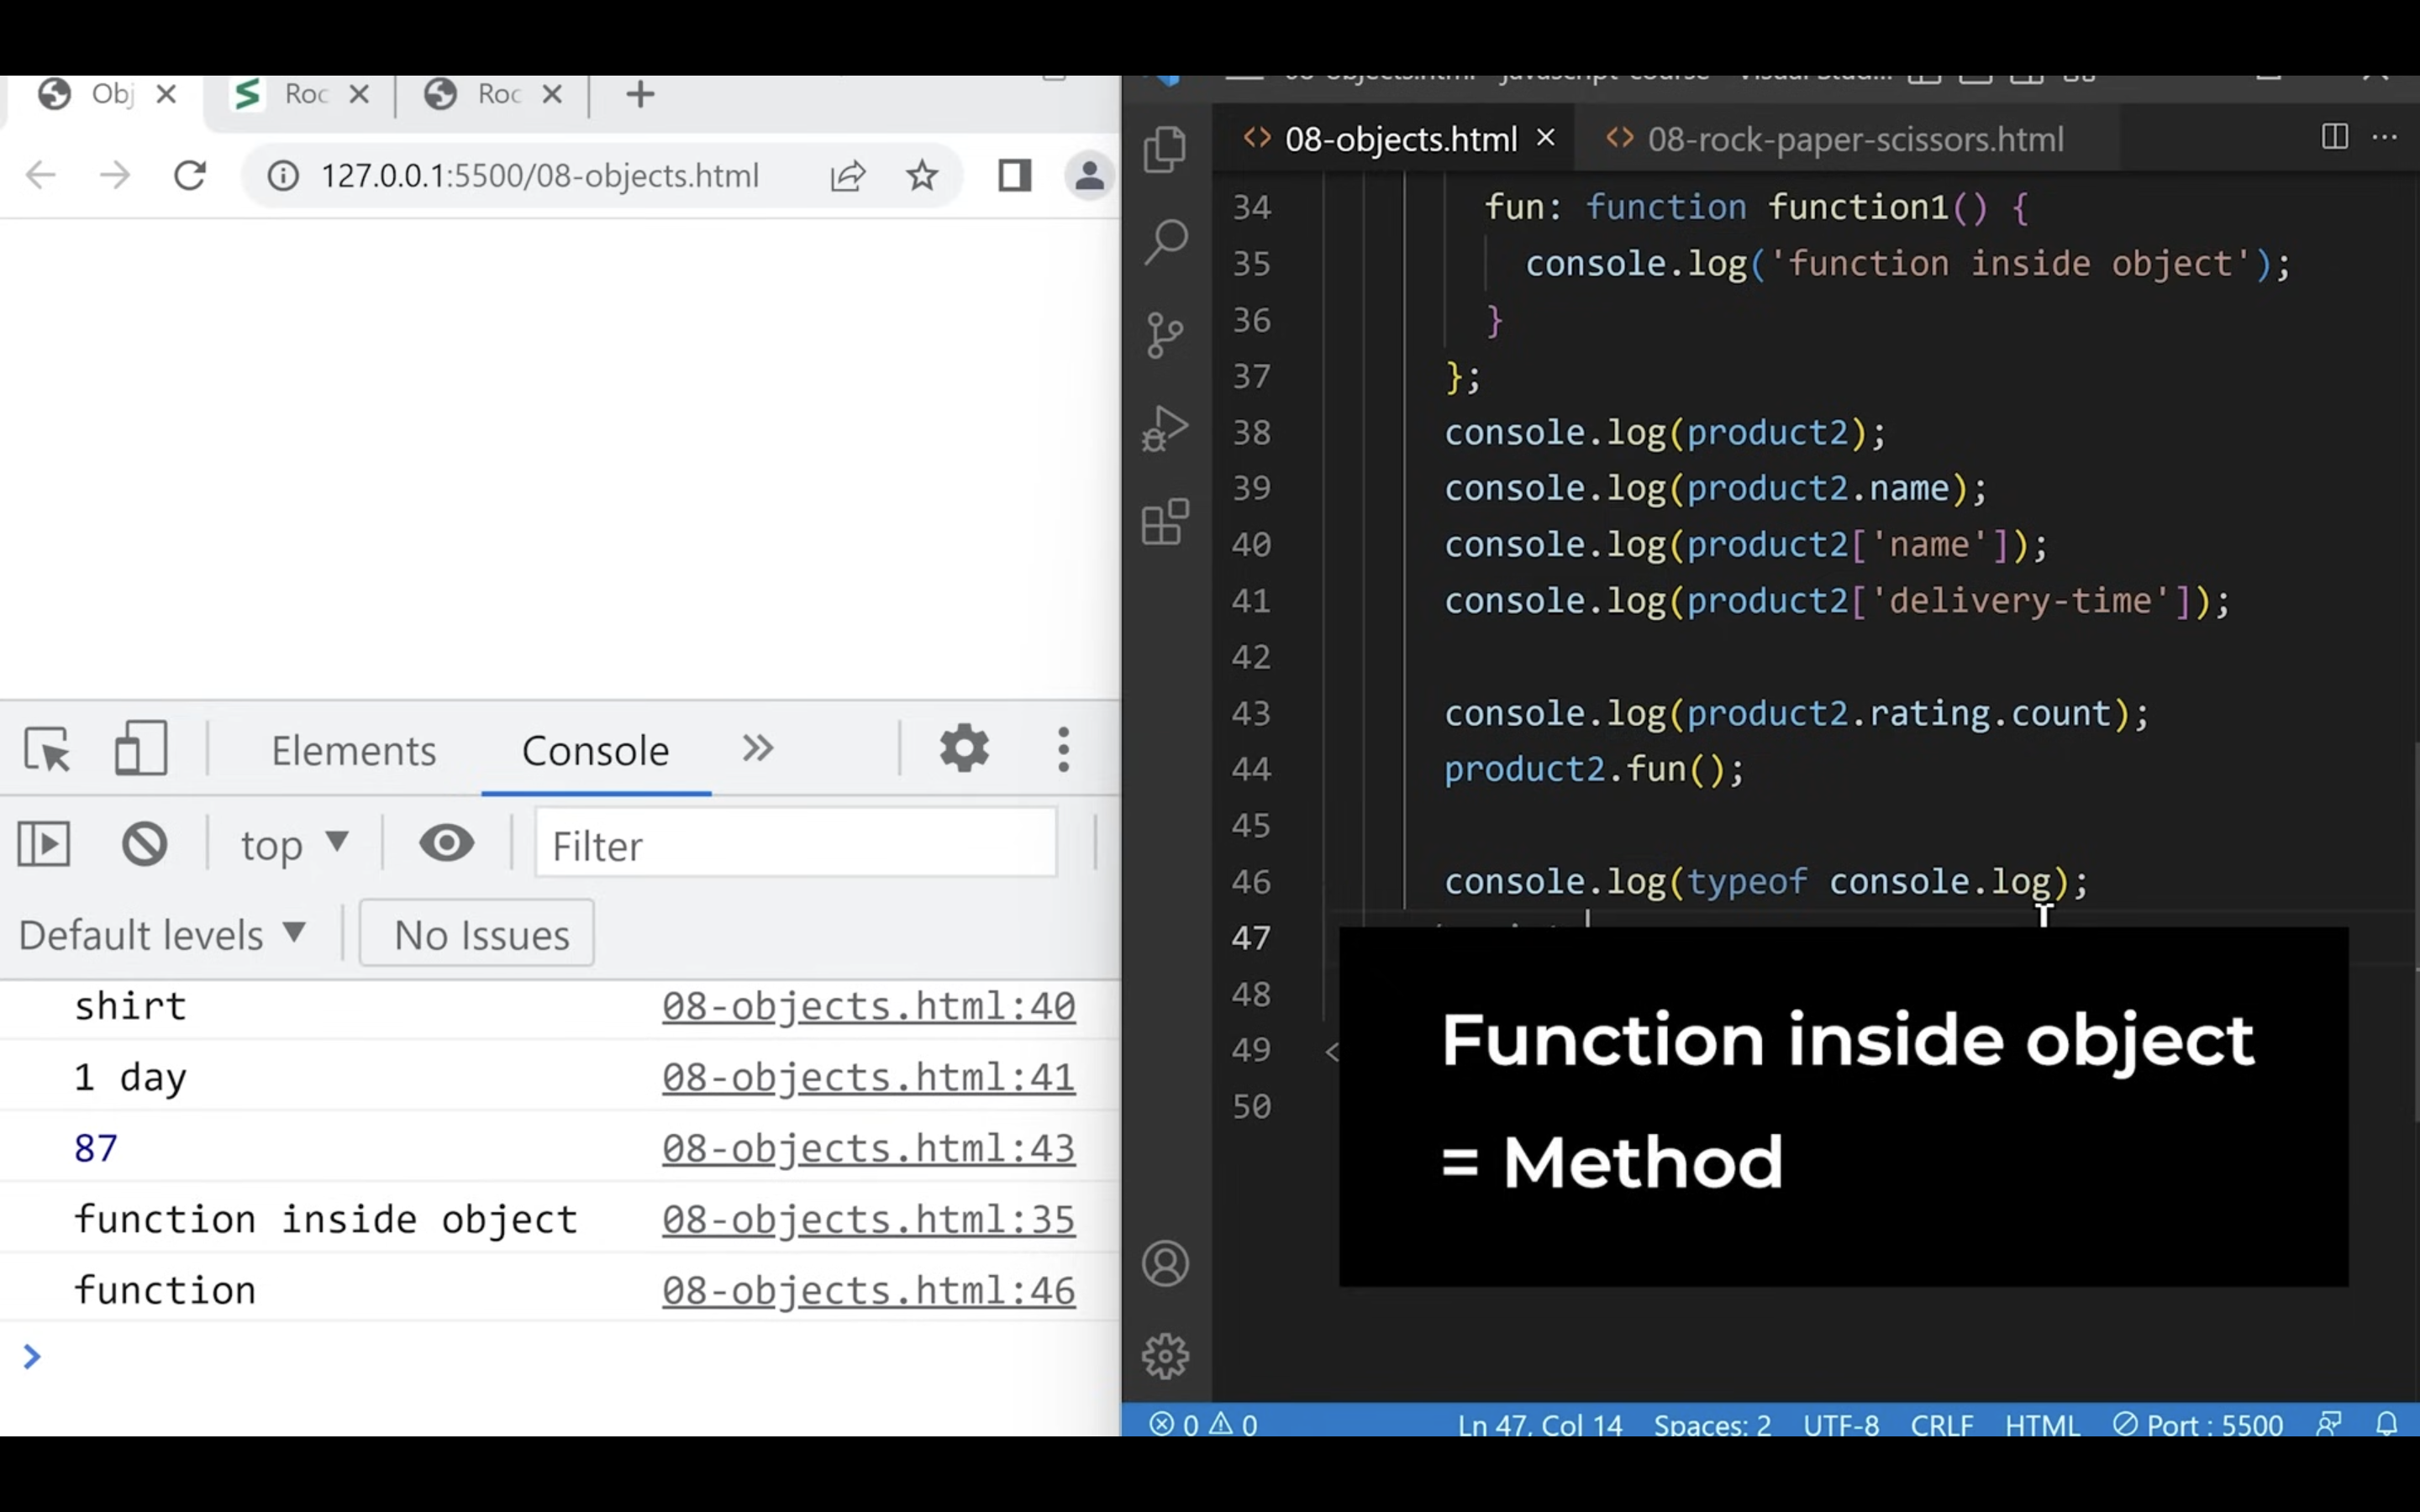 Obj
Roc
Roc
127.0.0.1:5500/08-objects.html
Elements
Console
top
Filter
Default levels
No Issues
shirt 08-objects.html:40
1 day 08-objects.html:41
87 08-objects.html:43
function inside object 08-objects.html:35
function 08-objects.html:46
>
08-objects.html
08-rock-paper-scissors.html
34 fun: function function1() {
35 console.log('function inside object');
36 }
37 };
38 console.log(product2);
39 console.log(product2.name);
40 console.log(product2['name']);
41 console.log(product2['delivery-time']);
42
43 console.log(product2.rating.count);
44 product2.fun();
45
46 console.log(typeof console.log);
47
48
49 <
50
Function inside object
= Method
0 0 Ln 47, Col 14 Spaces: 2 UTF-8 CRLF HTML Port : 5500